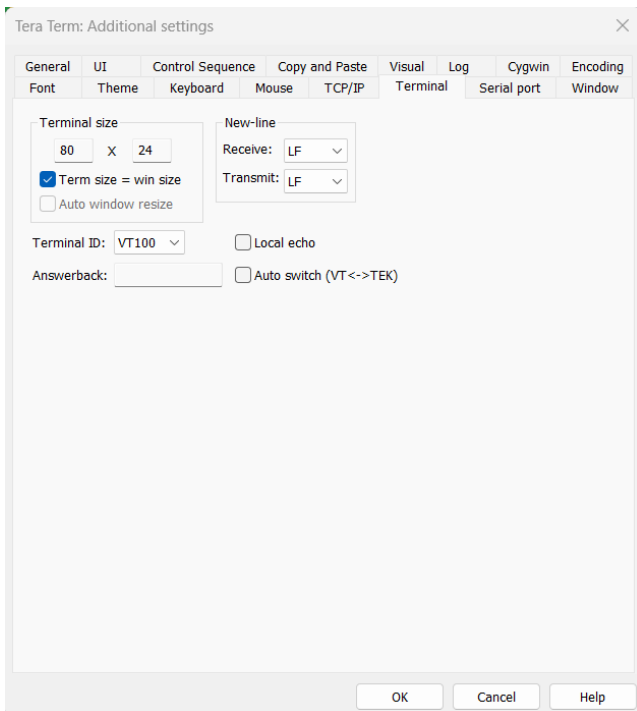 Tera Term: Additional settings
General UI Control Sequence Copy and Paste Visual Log Cygwin Encoding
Font Theme Keyboard Mouse TCP/IP Terminal Serial port Window
Terminal size
80 X 24
Term size = win size
Auto window resize
New-line
Receive: LF
Transmit: LF
Terminal ID: VT100
Local echo
Answerback:
Auto switch (VT<->TEK)
OK Cancel Help